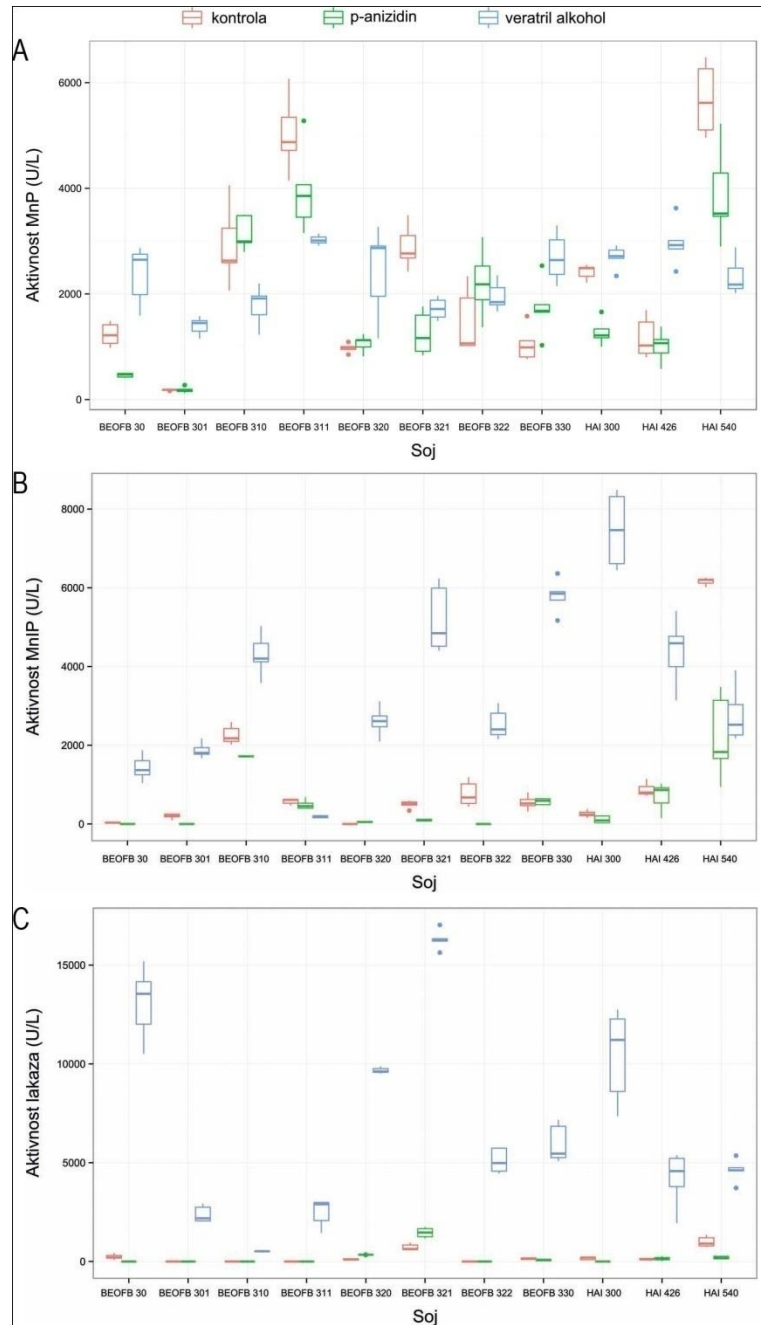 kontrola p-anizidin veratril alkohol
A
Aktivnost MnP (U/L)
6000
4000
2000
0
BEOFB 30 BEOFB 301 BEOFB 310 BEOFB 311 BEOFB 320 BEOFB 321 BEOFB 322 BEOFB 330 HAI 300 HAI 426 HAI 540
Soj
B
Aktivnost MnIP (U/L)
8000
6000
4000
2000
0
BEOFB 30 BEOFB 301 BEOFB 310 BEOFB 311 BEOFB 320 BEOFB 321 BEOFB 322 BEOFB 330 HAI 300 HAI 426 HAI 540
Soj
C
Aktivnost lakaza (U/L)
15000
10000
5000
0
BEOFB 30 BEOFB 301 BEOFB 310 BEOFB 311 BEOFB 320 BEOFB 321 BEOFB 322 BEOFB 330 HAI 300 HAI 426 HAI 540
Soj